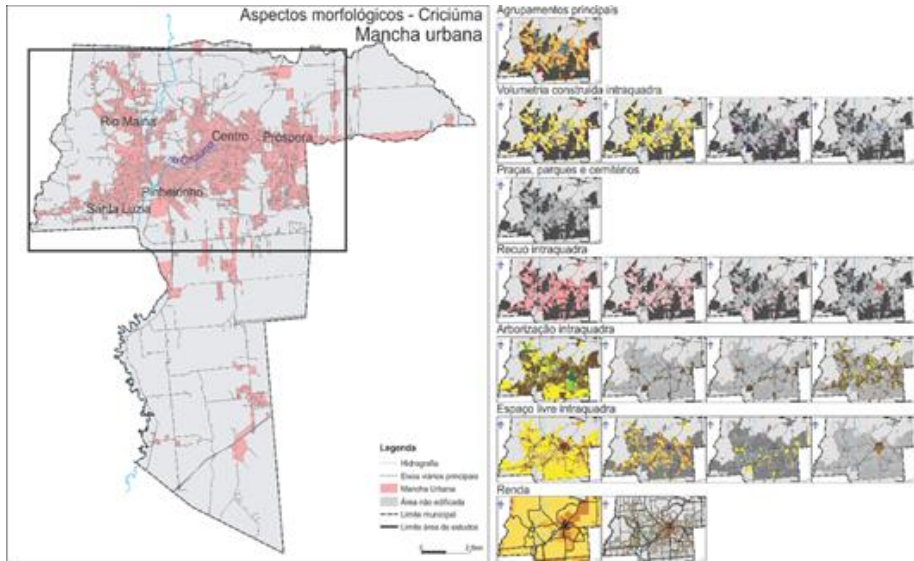 Aspectos morfológicos - Criciúma
Mancha urbana
Rio Maina
Centro
Próspora
Pinheirinho
Santa Luzia
Legenda
Hidrografia
Eixos viários principais
Mancha Urbana
Área não edificada
Limite municipal
Limite área de estudos
Agrupamentos principais
Volumetria construída intraquadra
Praças, parques e cemitérios
Recuo intraquadra
Arborização intraquadra
Espaço livre intraquadra
Renda